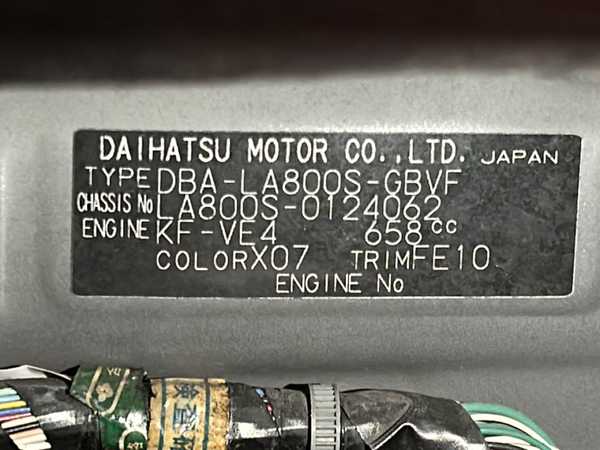 DAIHATSU MOTOR CO.,LTD. JAPAN
TYPE DBA-LA800S-GBVF
CHASSIS No LA800S-0124062
ENGINE KF-VE4 658cc
COLOR X07 TRIM FE10
ENGINE No